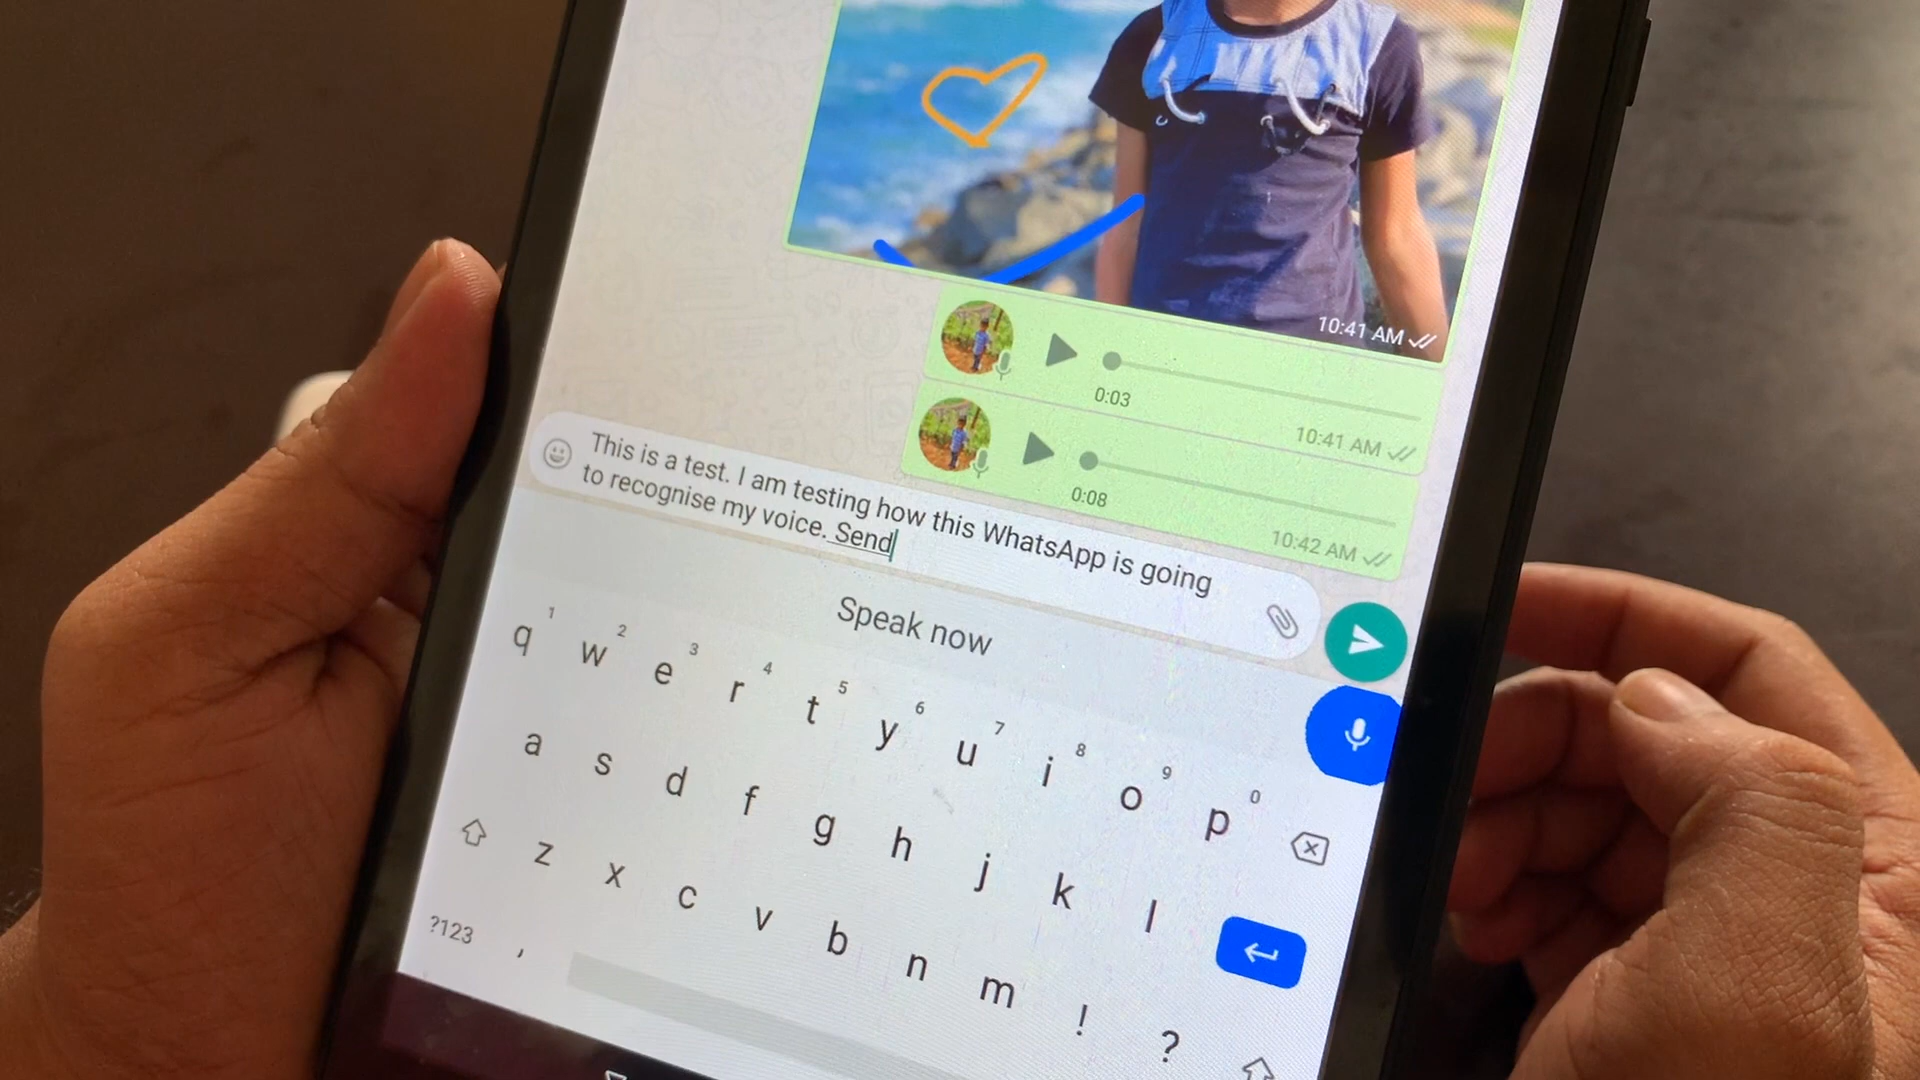 10:41 AM
0:03
10:41 AM
0:08
10:42 AM
This is a test. I am testing how this WhatsApp is going
to recognise my voice. Send
Speak now
1 2 3 4 5 6 7 8 9 0
q w e r t y u i o p
a s d f g h j k l
z x c v b n m ! ?
?123 ,